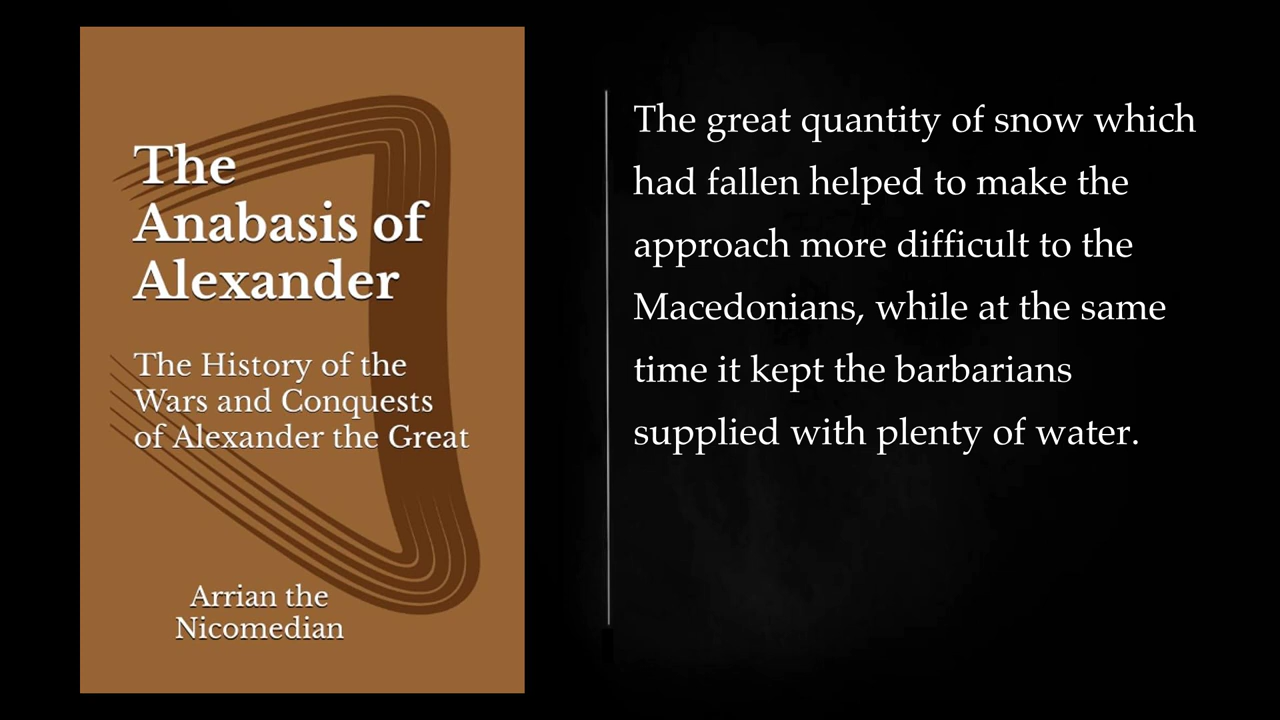 The
Anabasis of
Alexander
The History of the
Wars and Conquests
of Alexander the Great
Arrian the
Nicomedian
The great quantity of snow which
had fallen helped to make the
approach more difficult to the
Macedonians, while at the same
time it kept the barbarians
supplied with plenty of water.